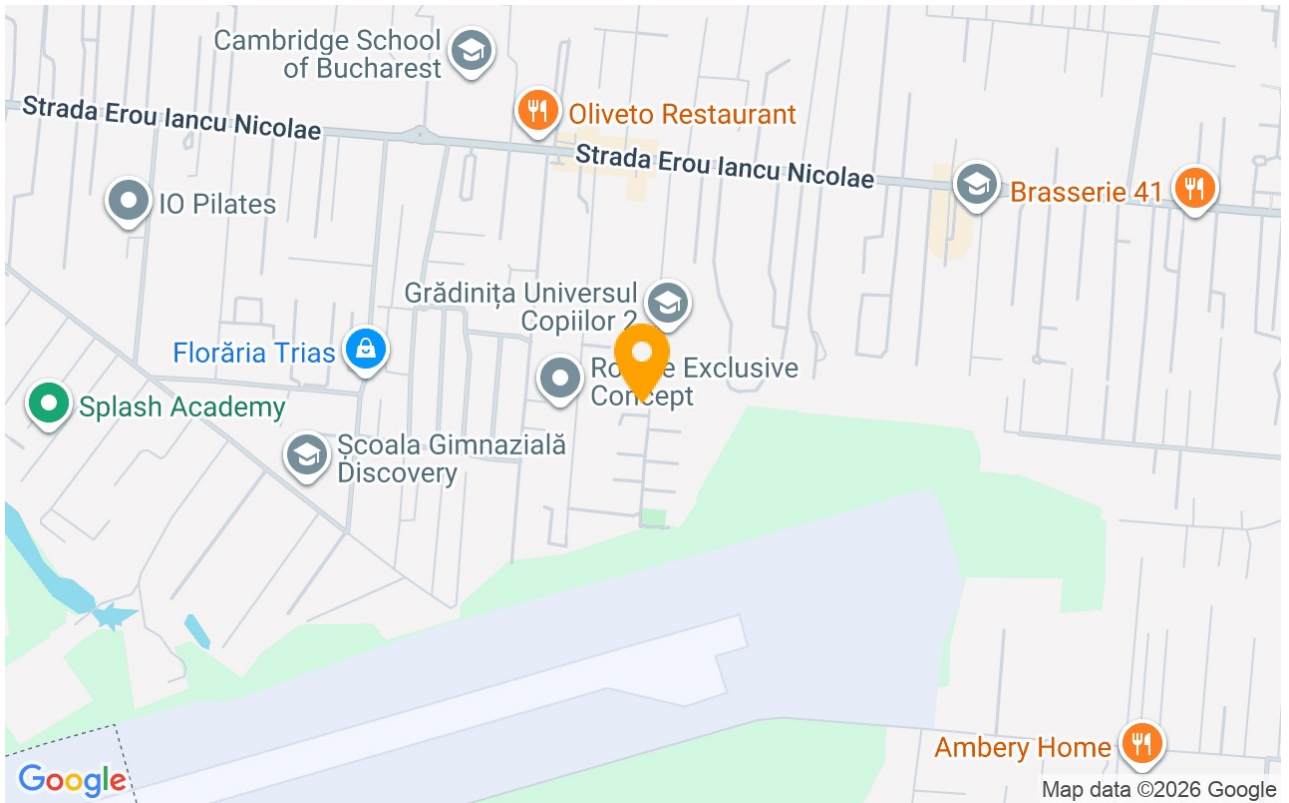 Cambridge School
of Bucharest
Strada Erou Iancu Nicolae
Oliveto Restaurant
Strada Erou Iancu Nicolae
IO Pilates
Brasserie 41
Grădinița Universul
Copiilor 2
Florăria Trias
Exclusive
Splash Academy
Școala Gimnazială
Discovery
Ambery Home
Google
Map data ©2026 Google